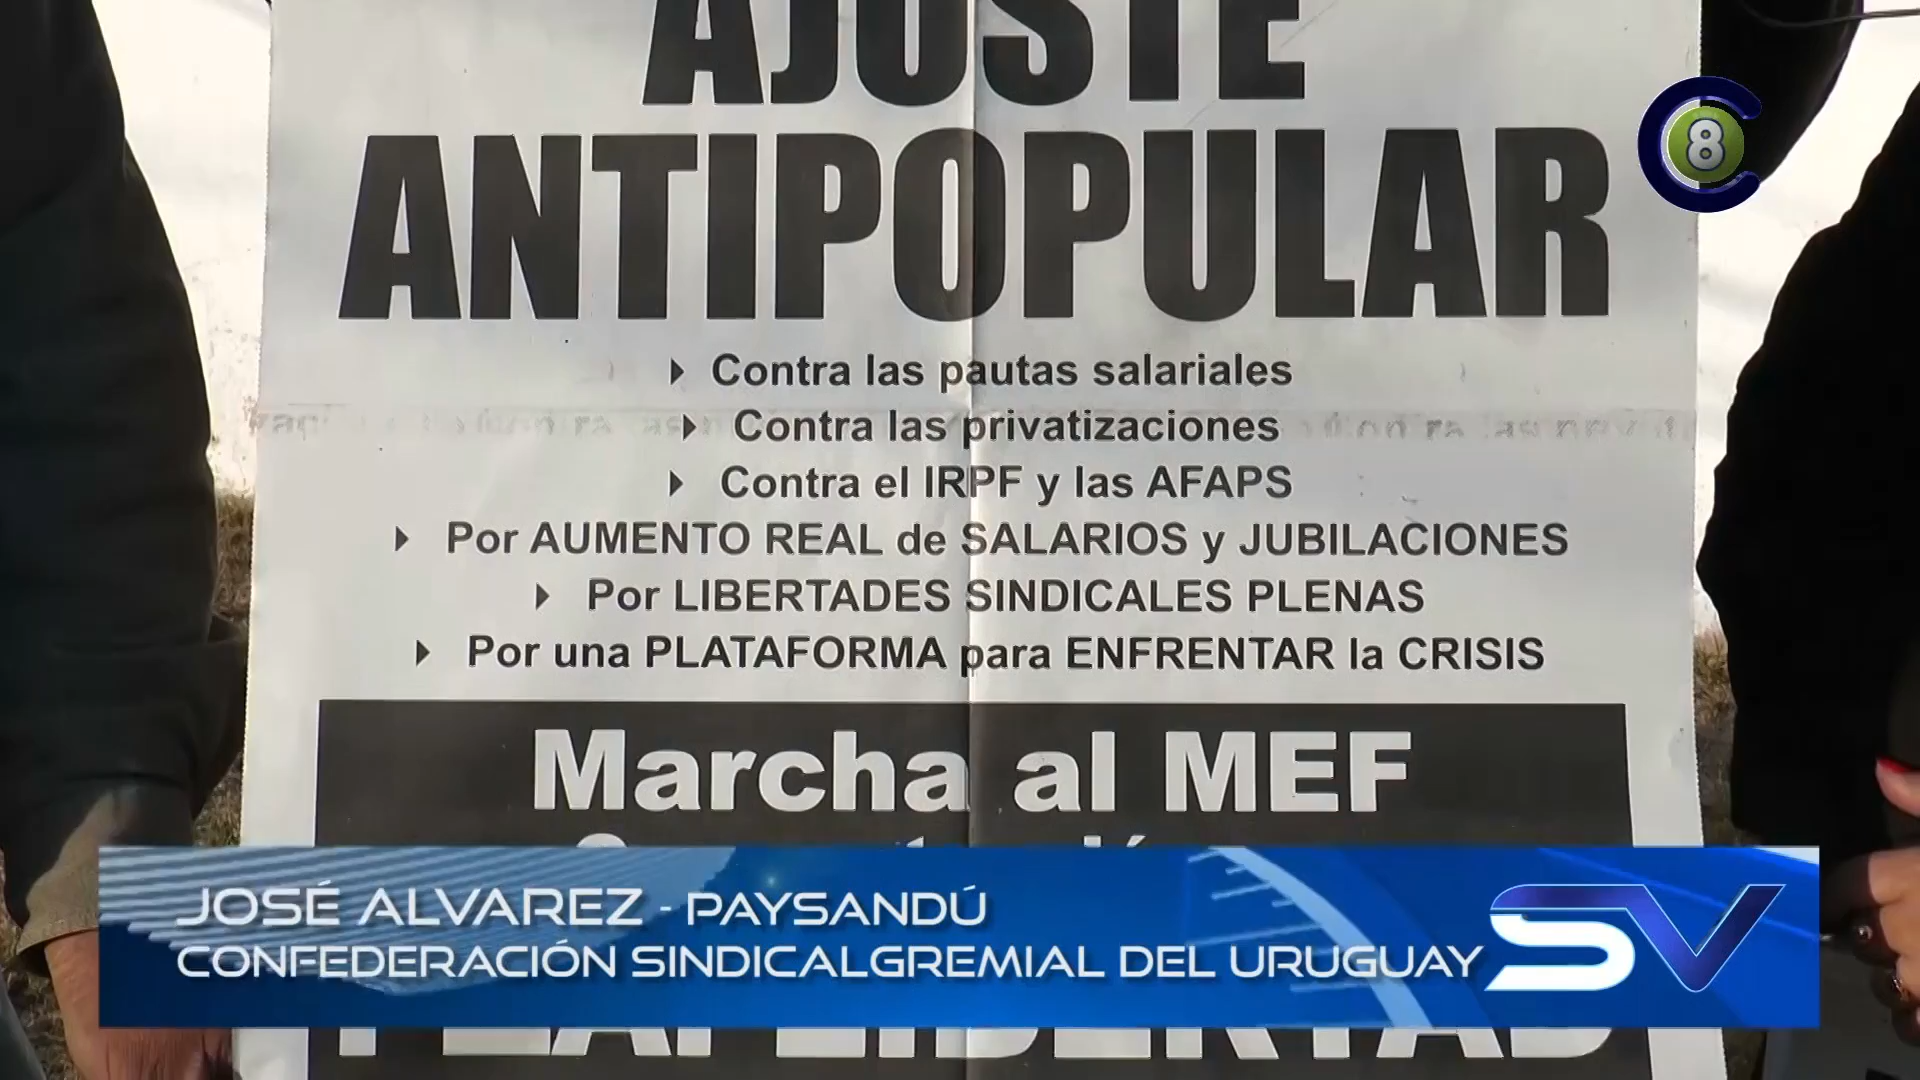 AJUSTE
ANTIPOPULAR
Contra las pautas salariales
Contra las privatizaciones
Contra el IRPF y las AFAPS
Por AUMENTO REAL de SALARIOS y JUBILACIONES
Por LIBERTADES SINDICALES PLENAS
Por una PLATAFORMA para ENFRENTAR la CRISIS
Marcha al MEF
JOSÉ ALVAREZ - PAYSANDÚ
CONFEDERACIÓN SINDICALGREMIAL DEL URUGUAY
SV
C8